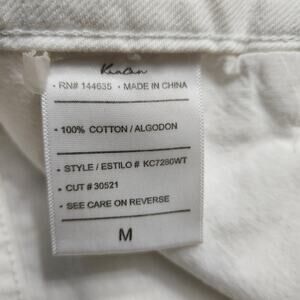 KanCan
• RN# 144635 • MADE IN CHINA
• 100% COTTON / ALGODON
• STYLE / ESTILO # KC7280WT
• CUT # 30521
• SEE CARE ON REVERSE
M